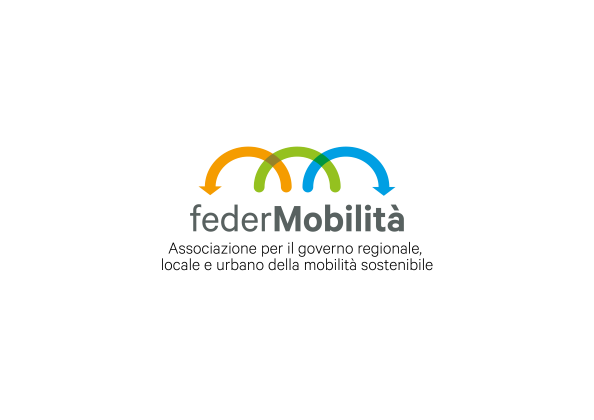 federMobilità
Associazione per il governo regionale,
locale e urbano della mobilità sostenibile